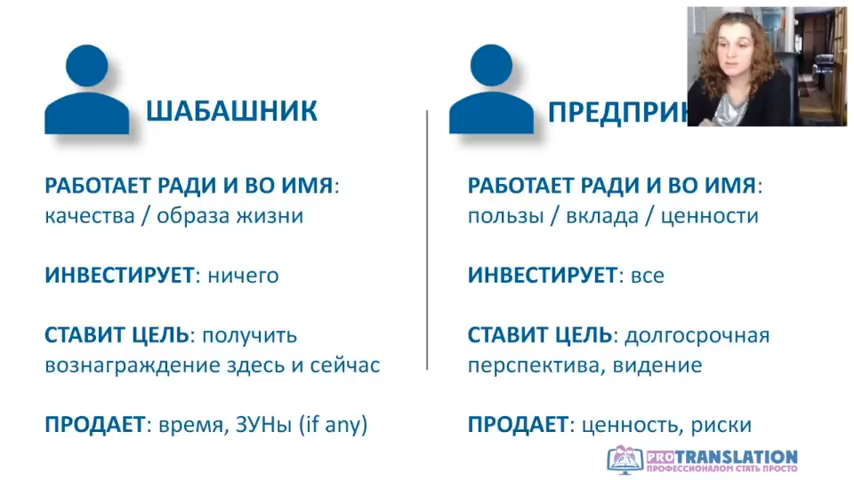 ШАБАШНИК
РАБОТАЕТ РАДИ И ВО ИМЯ:
качества / образа жизни
ИНВЕСТИРУЕТ: ничего
СТАВИТ ЦЕЛЬ: получить
вознаграждение здесь и сейчас
ПРОДАЕТ: время, ЗУНы (if any)
РАБОТАЕТ РАДИ И ВО ИМЯ:
пользы / вклада / ценности
ИНВЕСТИРУЕТ: все
СТАВИТ ЦЕЛЬ: долгосрочная
перспектива, видение
ПРОДАЕТ: ценность, риски
PROTRANSLATION
ПРОФЕССИОНАЛОМ СТАТЬ ПРОСТО